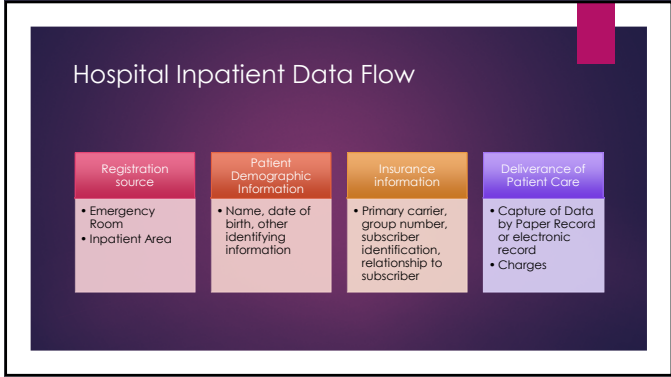 Hospital Inpatient Data Flow
Registration
source
• Emergency
Room
• Inpatient Area
Patient
Demographic
Information
• Name, date of
birth, other
identifying
information
Insurance
information
• Primary carrier,
group number,
subscriber
identification,
relationship to
subscriber
Deliverance of
Patient Care
• Capture of Data
by Paper Record
or electronic
record
• Charges